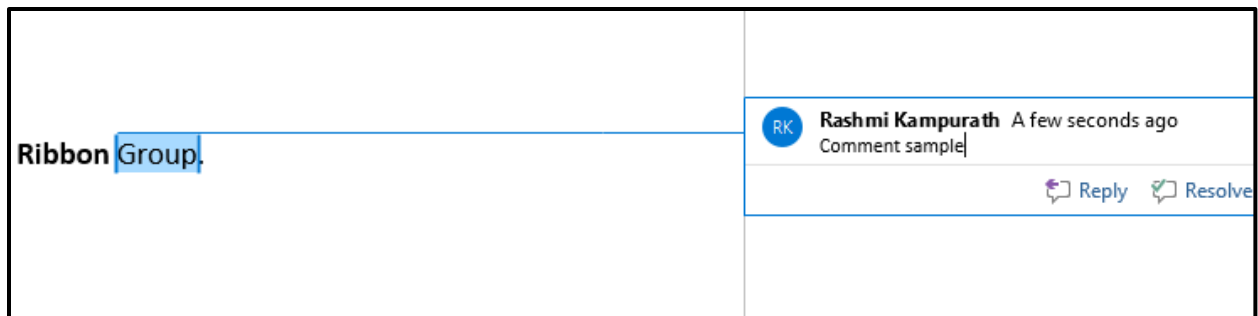 Ribbon Group.
RK
Rashmi Kampurath A few seconds ago
Comment sample
Reply Resolve